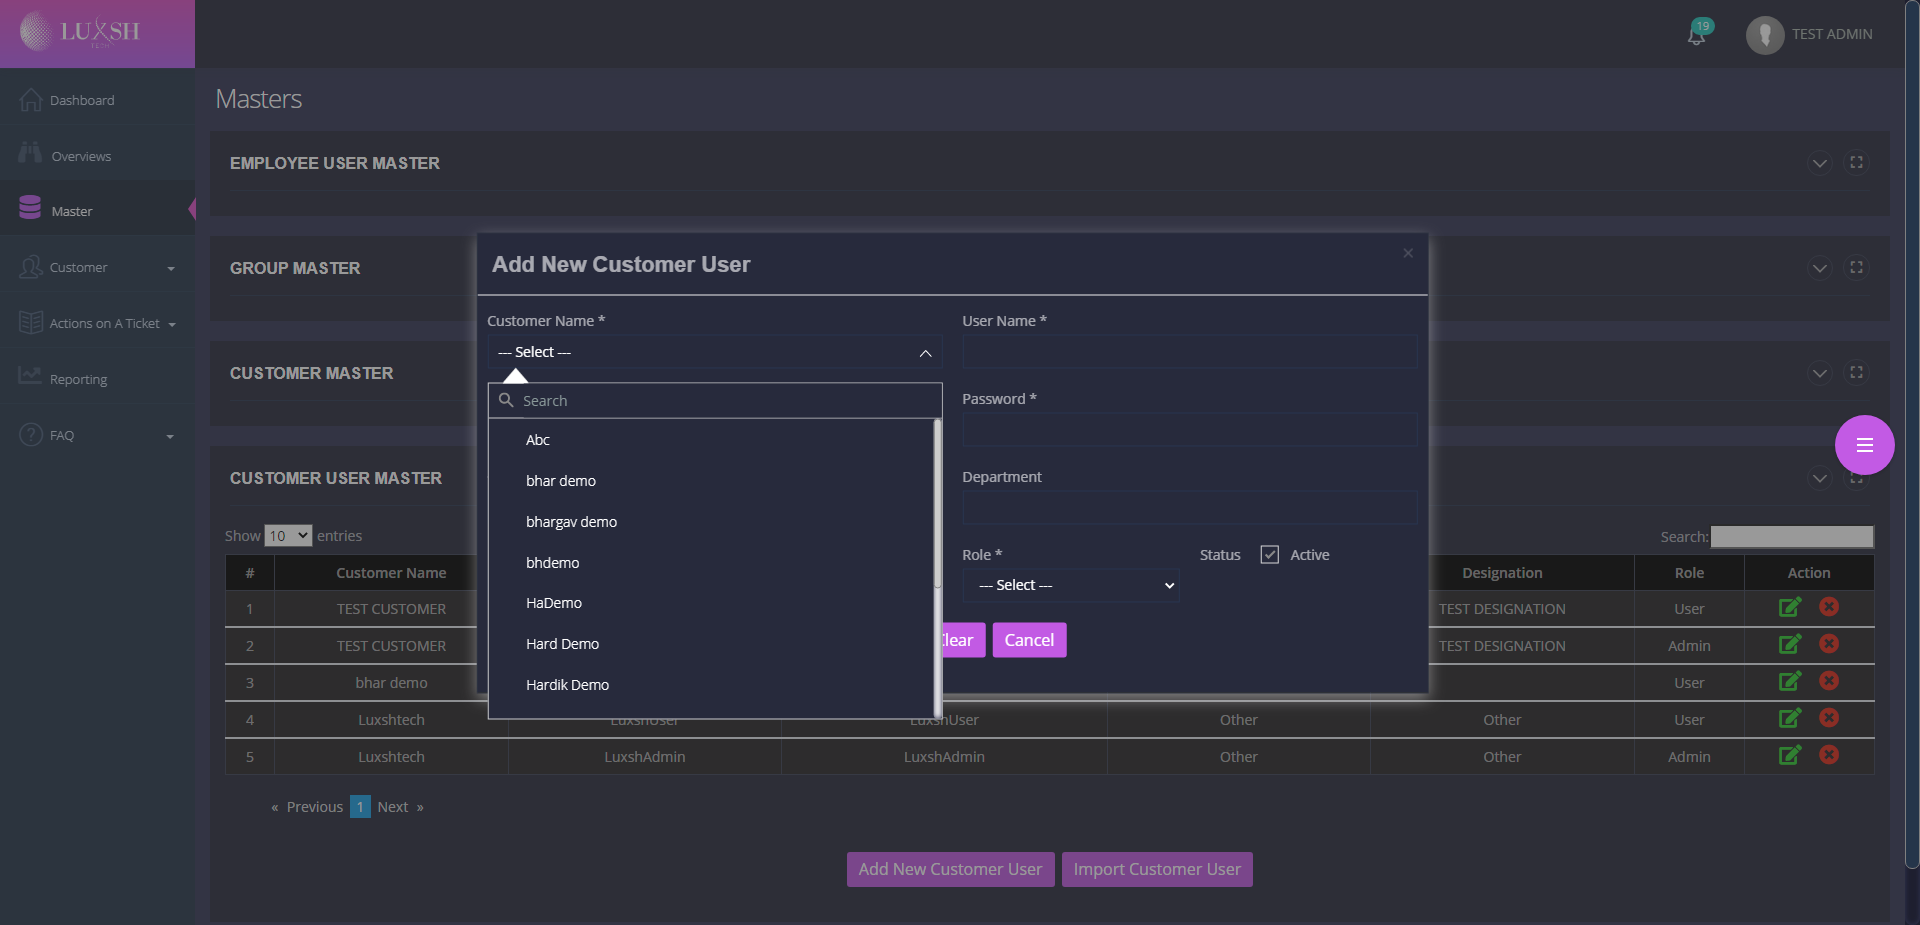 LUXSH
TECH
19
TEST ADMIN
Dashboard
Overviews
Master
Customer
Actions on A Ticket
Reporting
FAQ
Masters
EMPLOYEE USER MASTER
GROUP MASTER
CUSTOMER MASTER
CUSTOMER USER MASTER
Show 10 entries
Search:
# Customer Name Designation Role Action
1 TEST CUSTOMER TEST DESIGNATION User
2 TEST CUSTOMER TEST DESIGNATION Admin
3 bhar demo User
4 Luxshtech LuxshUser LuxshUser Other Other User
5 Luxshtech LuxshAdmin LuxshAdmin Other Other Admin
« Previous 1 Next »
Add New Customer User Import Customer User
Add New Customer User
×
Customer Name *
--- Select ---
Search
Abc
bhar demo
bhargav demo
bhdemo
HaDemo
Hard Demo
Hardik Demo
User Name *
Password *
Department
Role * Status Active
--- Select ---
Clear Cancel